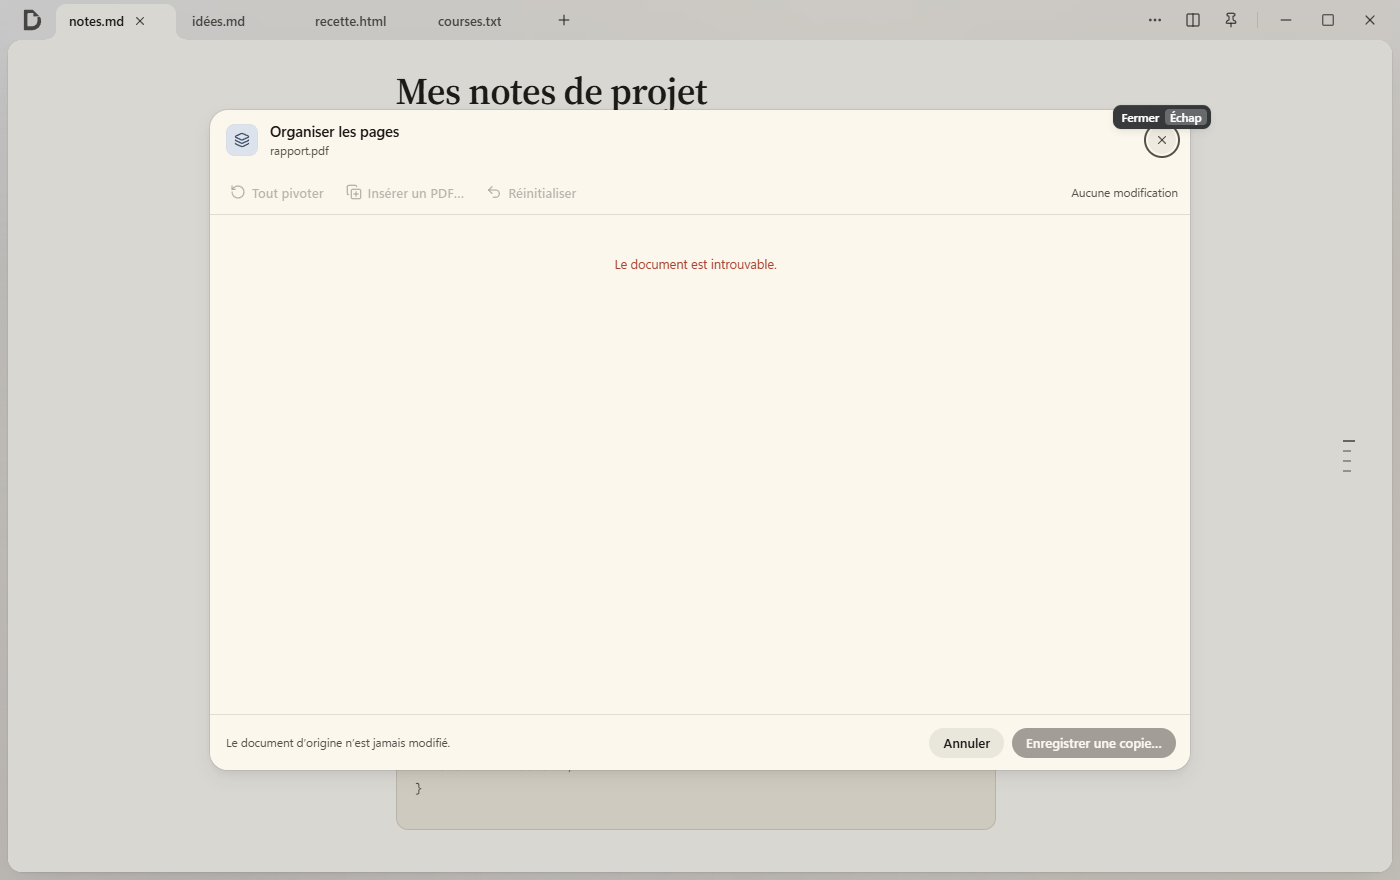 notes.md
idées.md
recette.html
courses.txt
Mes notes de projet
Fermer Échap
Organiser les pages
rapport.pdf
Tout pivoter
Insérer un PDF...
Réinitialiser
Aucune modification
Le document est introuvable.
Le document d'origine n'est jamais modifié.
Annuler
Enregistrer une copie...
}